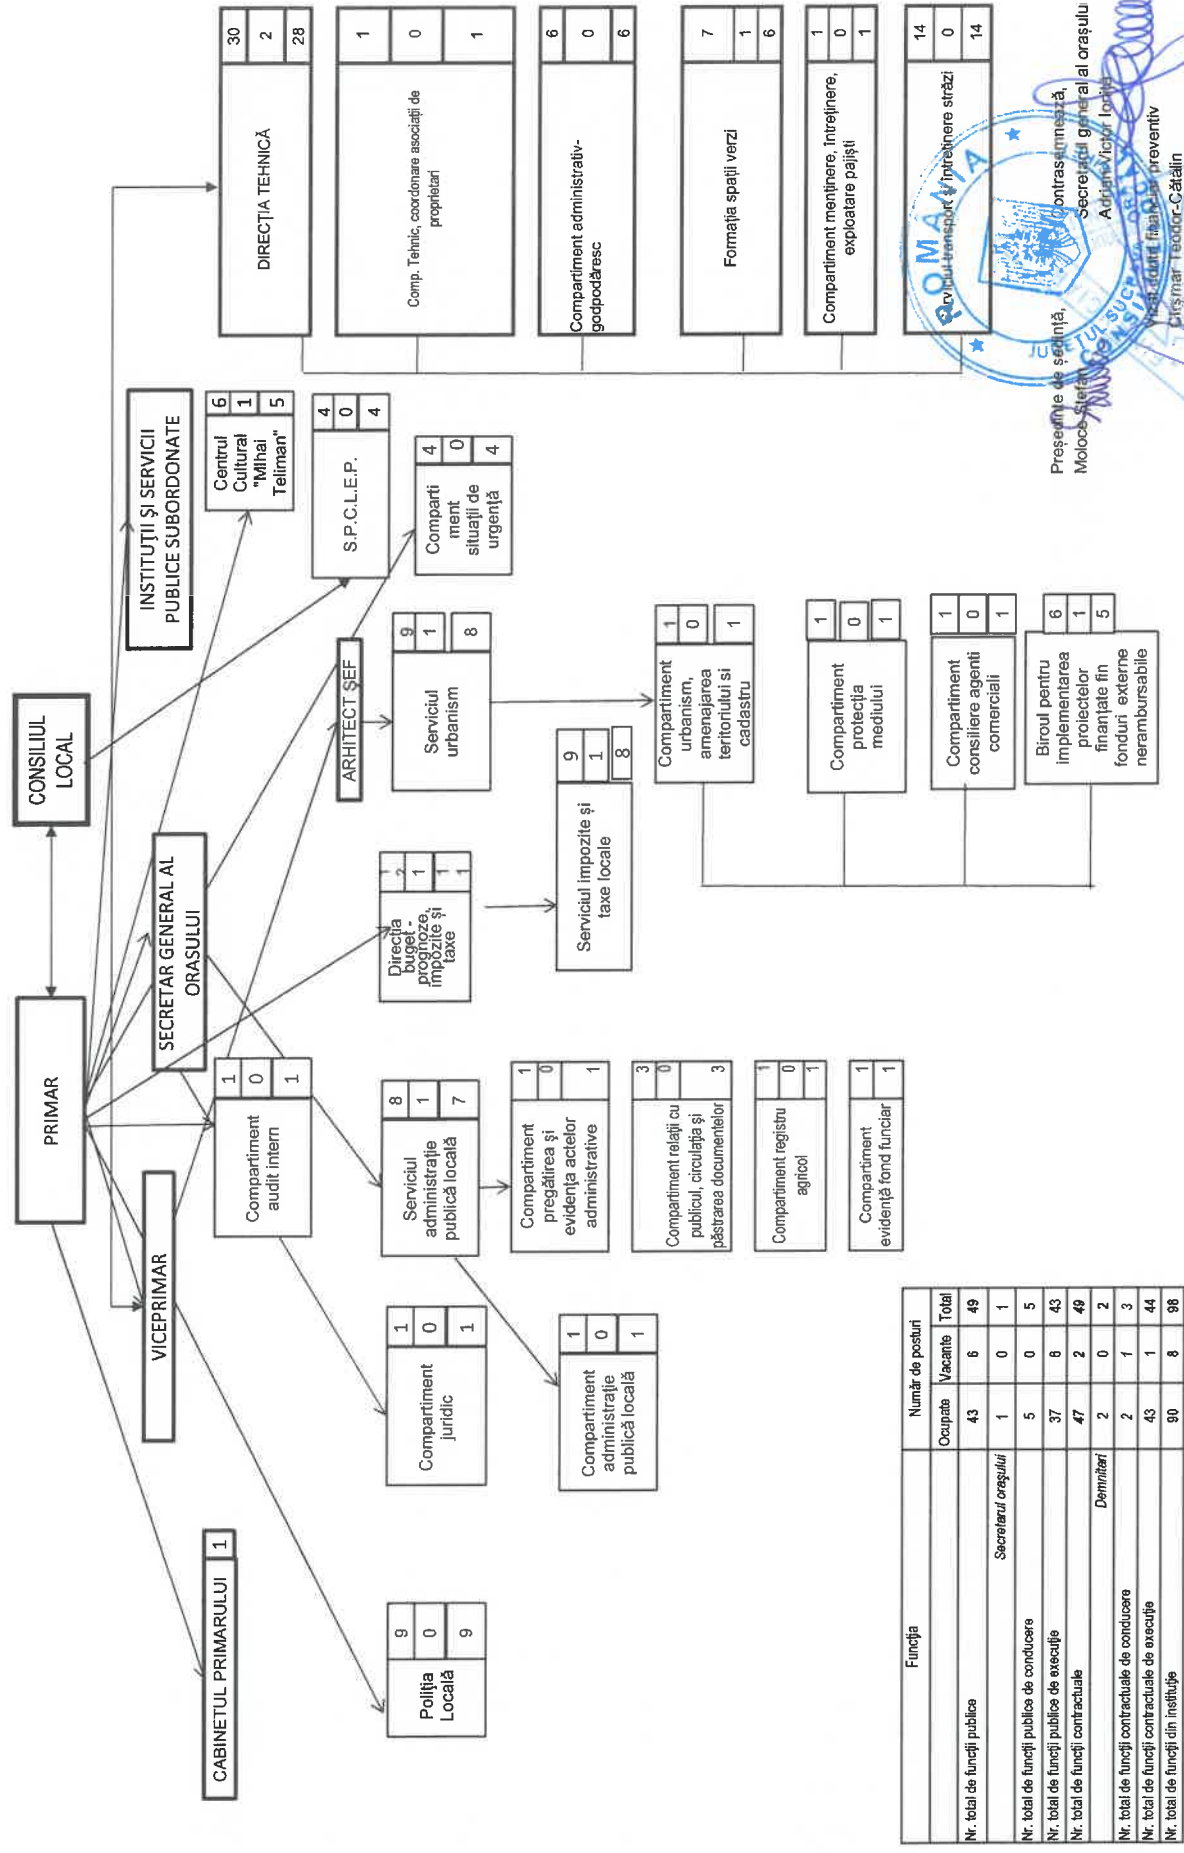 CONSILIUL
LOCAL
PRIMAR
VICEPRIMAR
SECRETAR GENERAL AL
ORASULUI
CABINETUL PRIMARULUI
1
INSTITUȚII ȘI SERVICII
PUBLICE SUBORDONATE
Centrul
Cultural
"Mihai
Teliman"
6
1
5
S.P.C.L.E.P.
4
0
4
Comparti
ment
situații de
urgență
4
0
4
ARHITECT ȘEF
Serviciul
urbanism
9
1
8
Compartiment
urbanism,
amenajarea
teritoriului si
cadastru
1
0
1
Compartiment
protecția
mediului
1
0
1
Compartiment
consiliere agenti
comerciali
1
0
1
Biroul pentru
implementarea
proiectelor
finanțate fin
fonduri externe
nerambursabile
6
1
5
Direcția
buget -
prognoze,
impozite și
taxe
1
2
1
1
1
Serviciul impozite și
taxe locale
9
1
8
Compartiment
audit intern
1
0
1
Serviciul
administrație
publică locală
8
1
7
Compartiment
pregătirea și
evidența actelor
administrative
1
0
1
Compartiment relații cu
publicul, circulația și
păstrarea documentelor
3
0
3
Compartiment registru
agricol
1
0
1
Compartiment
evidență fond funciar
1
1
Compartiment
juridic
1
0
1
Compartiment
administrație
publică locală
1
0
1
Poliția
Locală
9
0
9
DIRECȚIA TEHNICĂ
30
2
28
Comp. Tehnic, coordonare asociații de
proprietari
1
0
1
Compartiment administrativ-
godpodăresc
6
0
6
Formația spații verzi
7
1
6
Compartiment menținere, întreținere,
exploatare pajiști
1
0
1
Serviciul transport și întreținere străzi
14
0
14
Funcția Număr de posturi
Ocupate Vacante Total
Nr. total de funcții publice 43 6 49
Secretarul orașului 1 0 1
Nr. total de funcții publice de conducere 5 0 5
Nr. total de funcții publice de execuție 37 6 43
Nr. total de funcții contractuale 47 2 49
Demnitari 2 0 2
Nr. total de funcții contractuale de conducere 2 1 3
Nr. total de funcții contractuale de execuție 43 1 44
Nr. total de funcții din instituție 90 8 98
Președinte de ședință,
Moloce Ștefan
Contrasemnează,
Secretarul general al orașului
Adrian-Victor Ioniță
preventiv
Cîrșmar Teodor-Cătălin
ROMANIA